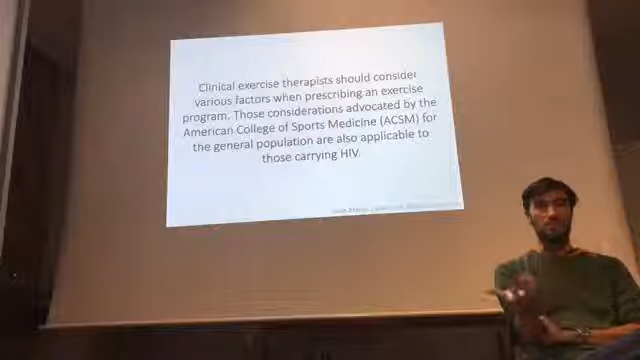 Clinical exercise therapists should consider
various factors when prescribing an exercise
program. Those considerations advocated by the
American College of Sports Medicine (ACSM) for
the general population are also applicable to
those carrying HIV.